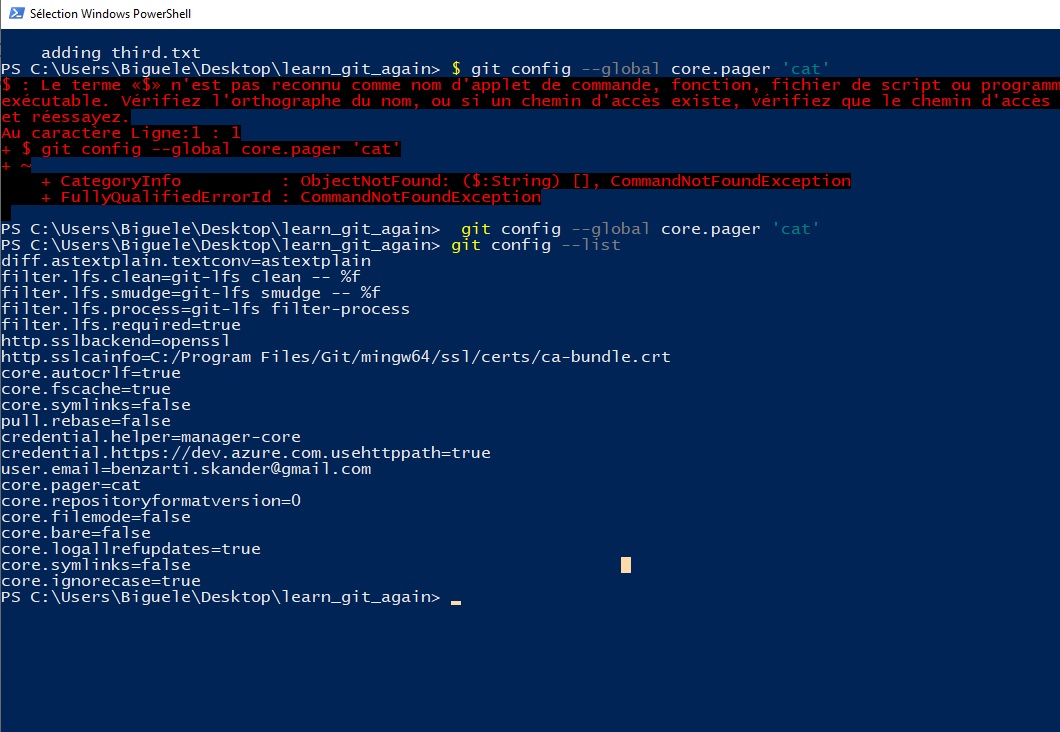 Sélection Windows PowerShell
adding third.txt
PS C:\Users\Biguele\Desktop\learn_git_again> $ git config --global core.pager 'cat'
$ : Le terme «$» n'est pas reconnu comme nom d'applet de commande, fonction, fichier de script ou programm
exécutable. Vérifiez l'orthographe du nom, ou si un chemin d'accès existe, vérifiez que le chemin d'accès
et réessayez.
Au caractère Ligne:1 : 1
+ $ git config --global core.pager 'cat'
+ ~
+ CategoryInfo : ObjectNotFound: ($:String) [], CommandNotFoundException
+ FullyQualifiedErrorId : CommandNotFoundException
PS C:\Users\Biguele\Desktop\learn_git_again> git config --global core.pager 'cat'
PS C:\Users\Biguele\Desktop\learn_git_again> git config --list
diff.astextplain.textconv=astextplain
filter.lfs.clean=git-lfs clean -- %f
filter.lfs.smudge=git-lfs smudge -- %f
filter.lfs.process=git-lfs filter-process
filter.lfs.required=true
http.sslbackend=openssl
http.sslcainfo=C:/Program Files/Git/mingw64/ssl/certs/ca-bundle.crt
core.autocrlf=true
core.fscache=true
core.symlinks=false
pull.rebase=false
credential.helper=manager-core
credential.https://dev.azure.com.usehttppath=true
user.email=benzarti.skander@gmail.com
core.pager=cat
core.repositoryformatversion=0
core.filemode=false
core.bare=false
core.logallrefupdates=true
core.symlinks=false
core.ignorecase=true
PS C:\Users\Biguele\Desktop\learn_git_again>